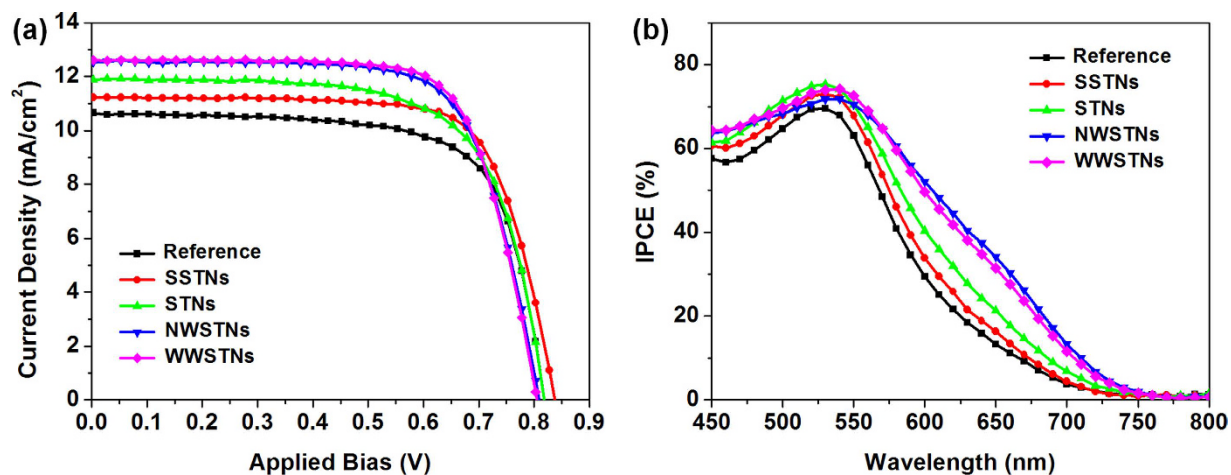 (a)
Current Density (mA/cm²)
14
12
10
8
6
4
2
0
Reference
SSTNs
STNs
NWSTNs
WWSTNs
0.0 0.1 0.2 0.3 0.4 0.5 0.6 0.7 0.8 0.9
Applied Bias (V)
(b)
IPCE (%)
80
60
40
20
0
Reference
SSTNs
STNs
NWSTNs
WWSTNs
450 500 550 600 650 700 750 800
Wavelength (nm)